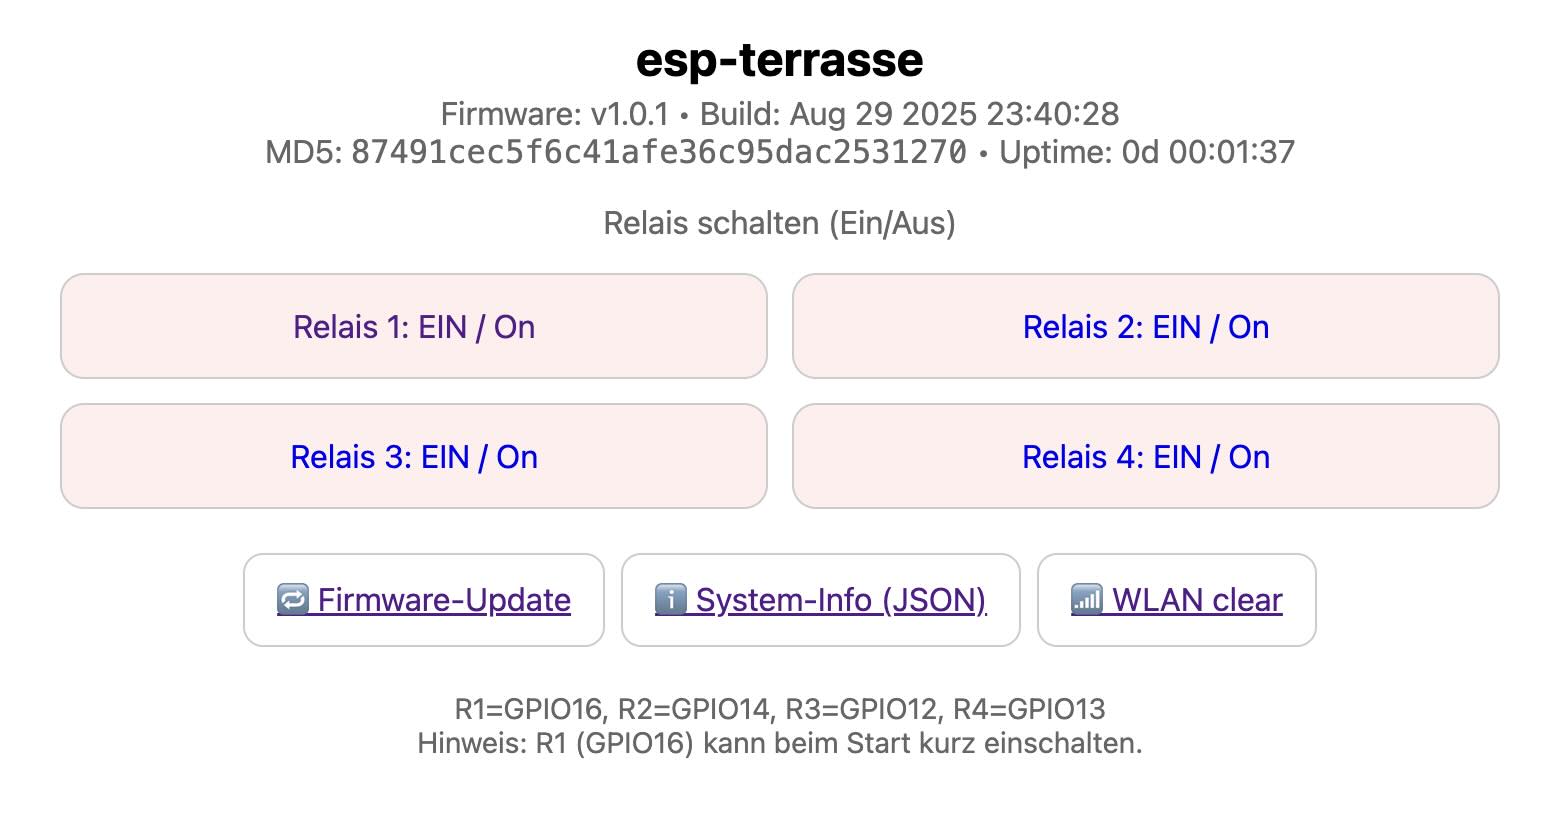 esp-terrasse
Firmware: v1.0.1 • Build: Aug 29 2025 23:40:28
MD5: 87491cec5f6c41afe36c95dac2531270 • Uptime: 0d 00:01:37
Relais schalten (Ein/Aus)
Relais 1: EIN / On
Relais 2: EIN / On
Relais 3: EIN / On
Relais 4: EIN / On
🔁 Firmware-Update
ℹ️ System-Info (JSON)
📶 WLAN clear
R1=GPIO16, R2=GPIO14, R3=GPIO12, R4=GPIO13
Hinweis: R1 (GPIO16) kann beim Start kurz einschalten.